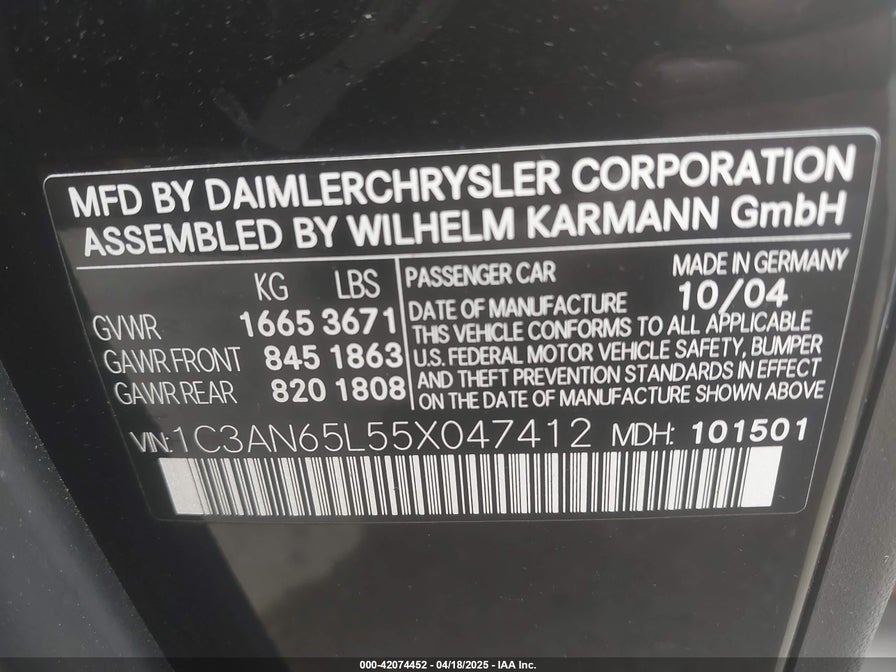 MFD BY DAIMLERCHRYSLER CORPORATION
ASSEMBLED BY WILHELM KARMANN GmbH
KG LBS
GVWR 1665 3671
GAWR FRONT 845 1863
GAWR REAR 820 1808
PASSENGER CAR MADE IN GERMANY
DATE OF MANUFACTURE 10/04
THIS VEHICLE CONFORMS TO ALL APPLICABLE
U.S. FEDERAL MOTOR VEHICLE SAFETY, BUMPER
AND THEFT PREVENTION STANDARDS IN EFFECT
ON THE DATE OF MANUFACTURE SHOWN ABOVE
VIN: 1C3AN65L55X047412 MDH: 101501
000-42074452 - 04/18/2025 - IAA Inc.